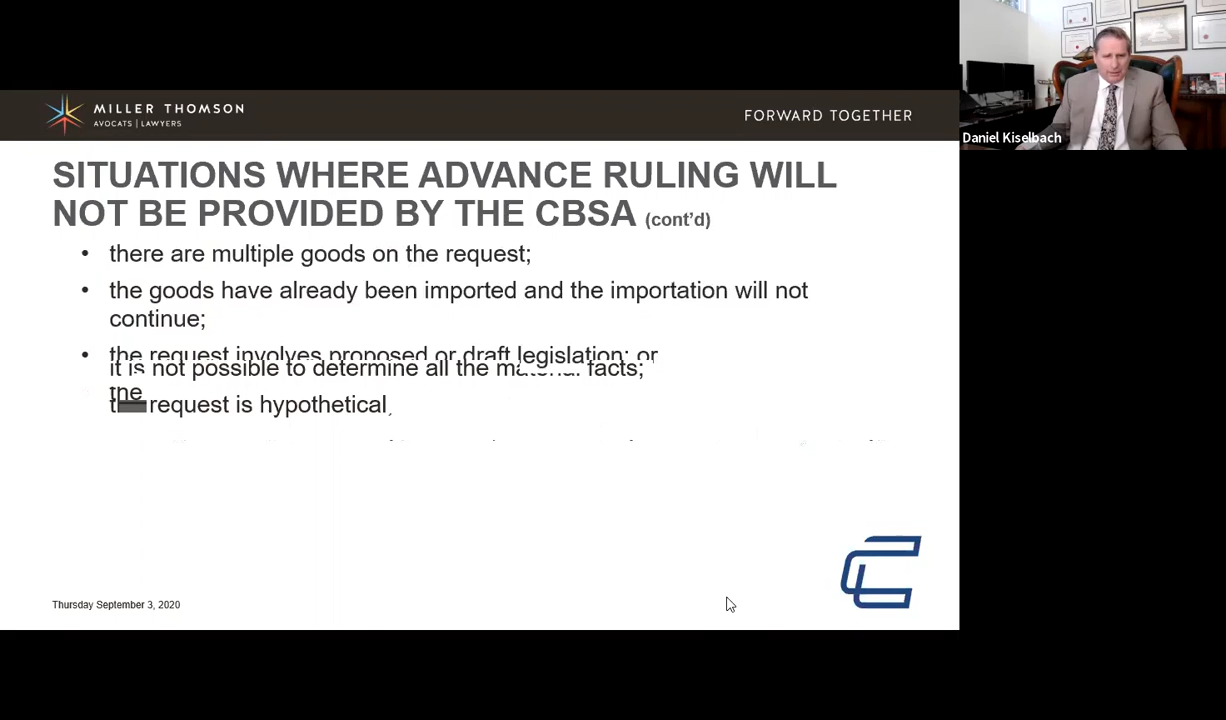 MILLER THOMSON
AVOCATS | LAWYERS
FORWARD TOGETHER
Daniel Kiselbach
SITUATIONS WHERE ADVANCE RULING WILL
NOT BE PROVIDED BY THE CBSA (cont'd)
• there are multiple goods on the request;
• the goods have already been imported and the importation will not
continue;
• the request involves proposed or draft legislation; or
it is not possible to determine all the material facts;
the
request is hypothetical
Thursday September 3, 2020